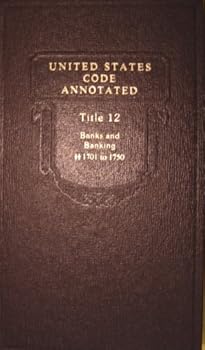 UNITED STATES
CODE
ANNOTATED
Title 12
Banks and
Banking
§§ 1701 to 1750